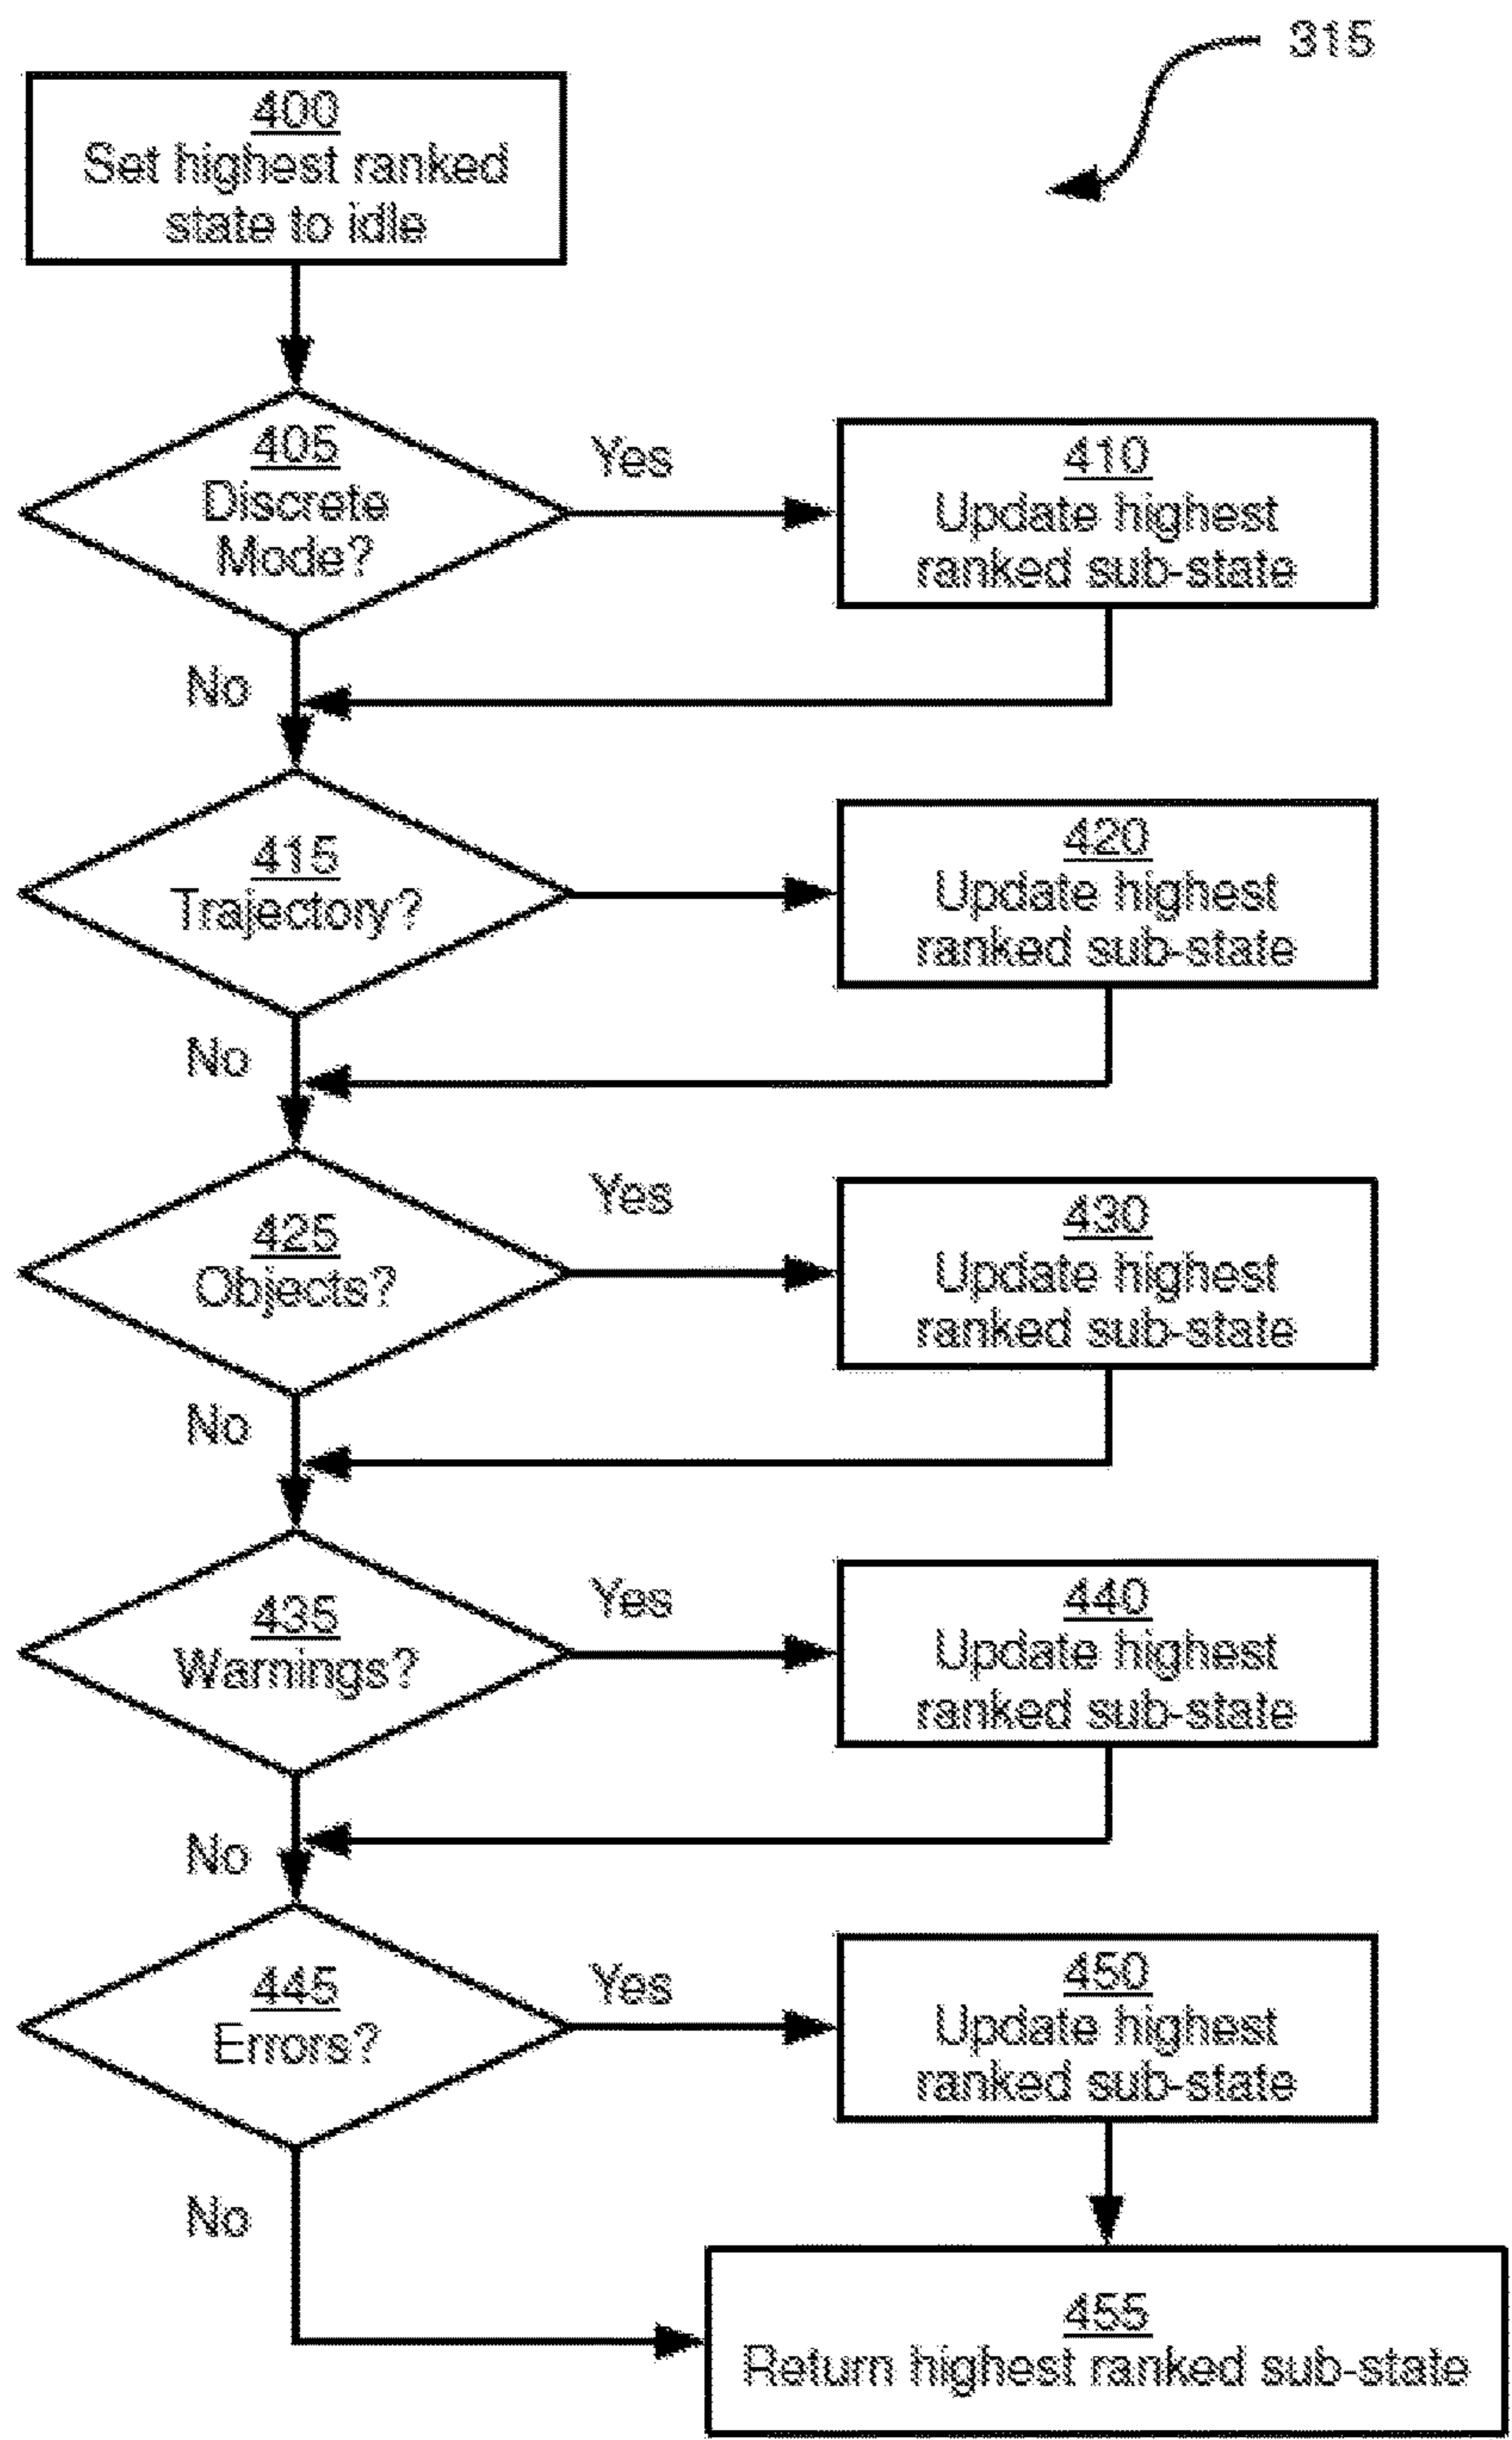 315
400
Set highest ranked
state to idle
405
Discrete
Mode?
Yes
410
Update highest
ranked sub-state
No
415
Trajectory?
420
Update highest
ranked sub-state
No
425
Objects?
Yes
430
Update highest
ranked sub-state
No
435
Warnings?
Yes
440
Update highest
ranked sub-state
No
445
Errors?
Yes
450
Update highest
ranked sub-state
No
455
Return highest ranked sub-state